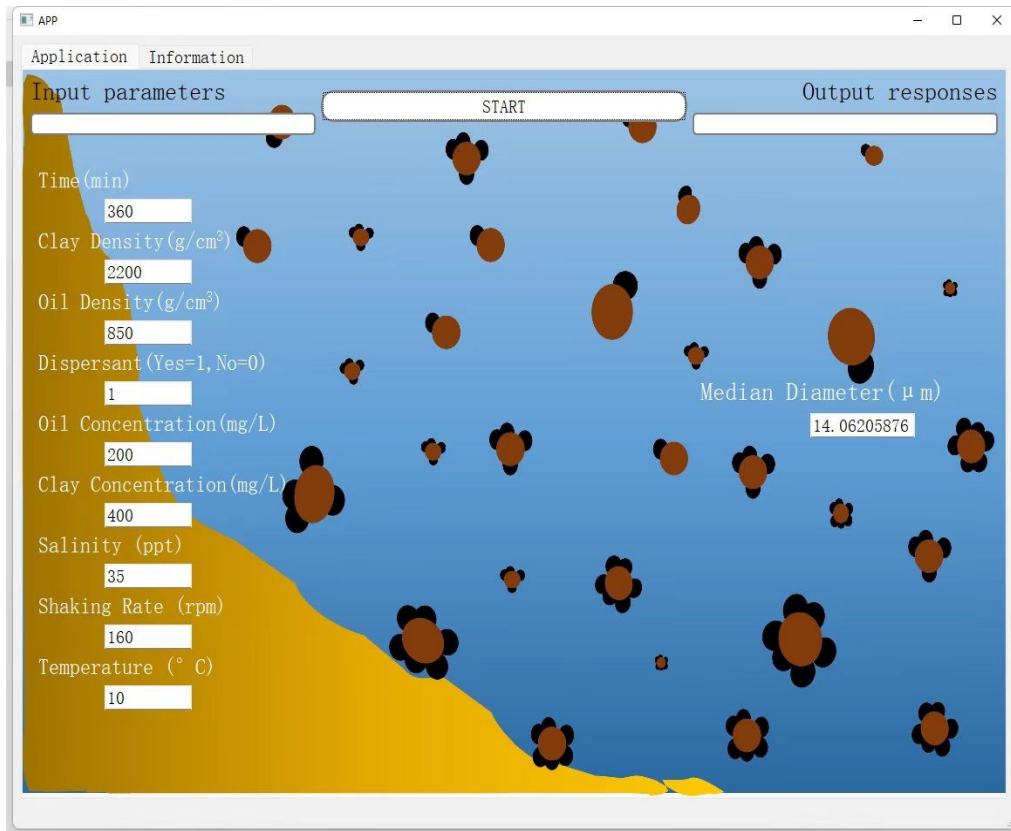 APP
Application Information
Input parameters
START
Output responses
Time(min)
360
Clay Density(g/cm³)
2200
Oil Density(g/cm³)
850
Dispersant(Yes=1,No=0)
1
Oil Concentration(mg/L)
200
Clay Concentration(mg/L)
400
Salinity (ppt)
35
Shaking Rate (rpm)
160
Temperature (° C)
10
Median Diameter(μm)
14.06205876